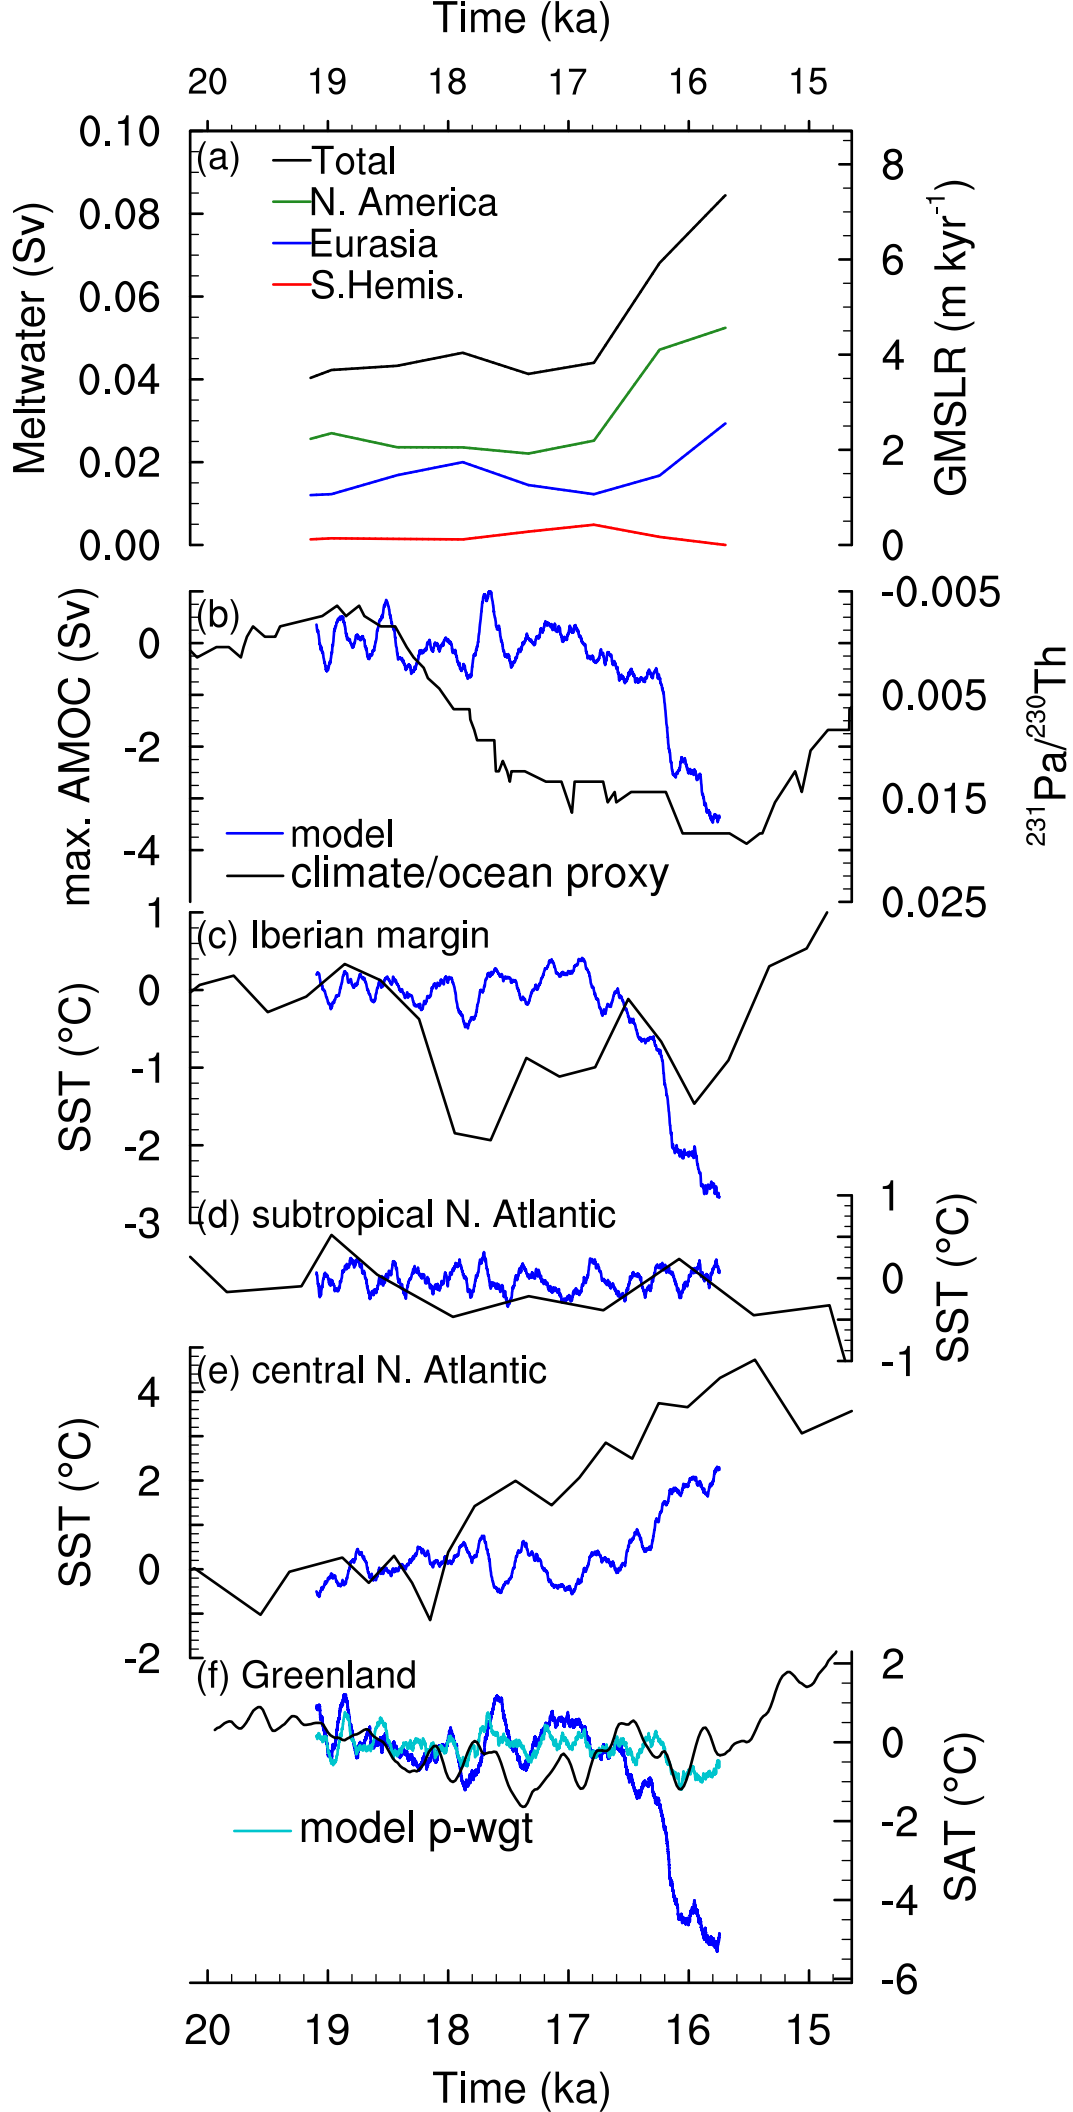 Time (ka)
20 19 18 17 16 15
Meltwater (Sv)
0.10
0.08
0.06
0.04
0.02
0.00
(a)
Total
N. America
Eurasia
S.Hemis.
8
6
4
2
0
GMSLR (m kyr⁻¹)
max. AMOC (Sv)
0
-2
-4
(b)
model
climate/ocean proxy
-0.005
0.005
0.015
0.025
²³¹Pa/²³⁰Th
SST (°C)
1
0
-1
-2
-3
(c) Iberian margin
(d) subtropical N. Atlantic
1
0
-1
SST (°C)
(e) central N. Atlantic
SST (°C)
4
2
0
-2
(f) Greenland
model p-wgt
2
0
-2
-4
-6
SAT (°C)
20 19 18 17 16 15
Time (ka)